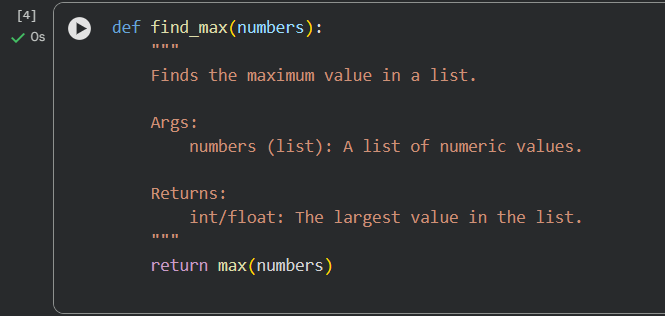 [4]
0s
def find_max(numbers):
    """
    Finds the maximum value in a list.

    Args:
        numbers (list): A list of numeric values.

    Returns:
        int/float: The largest value in the list.
    """
    return max(numbers)